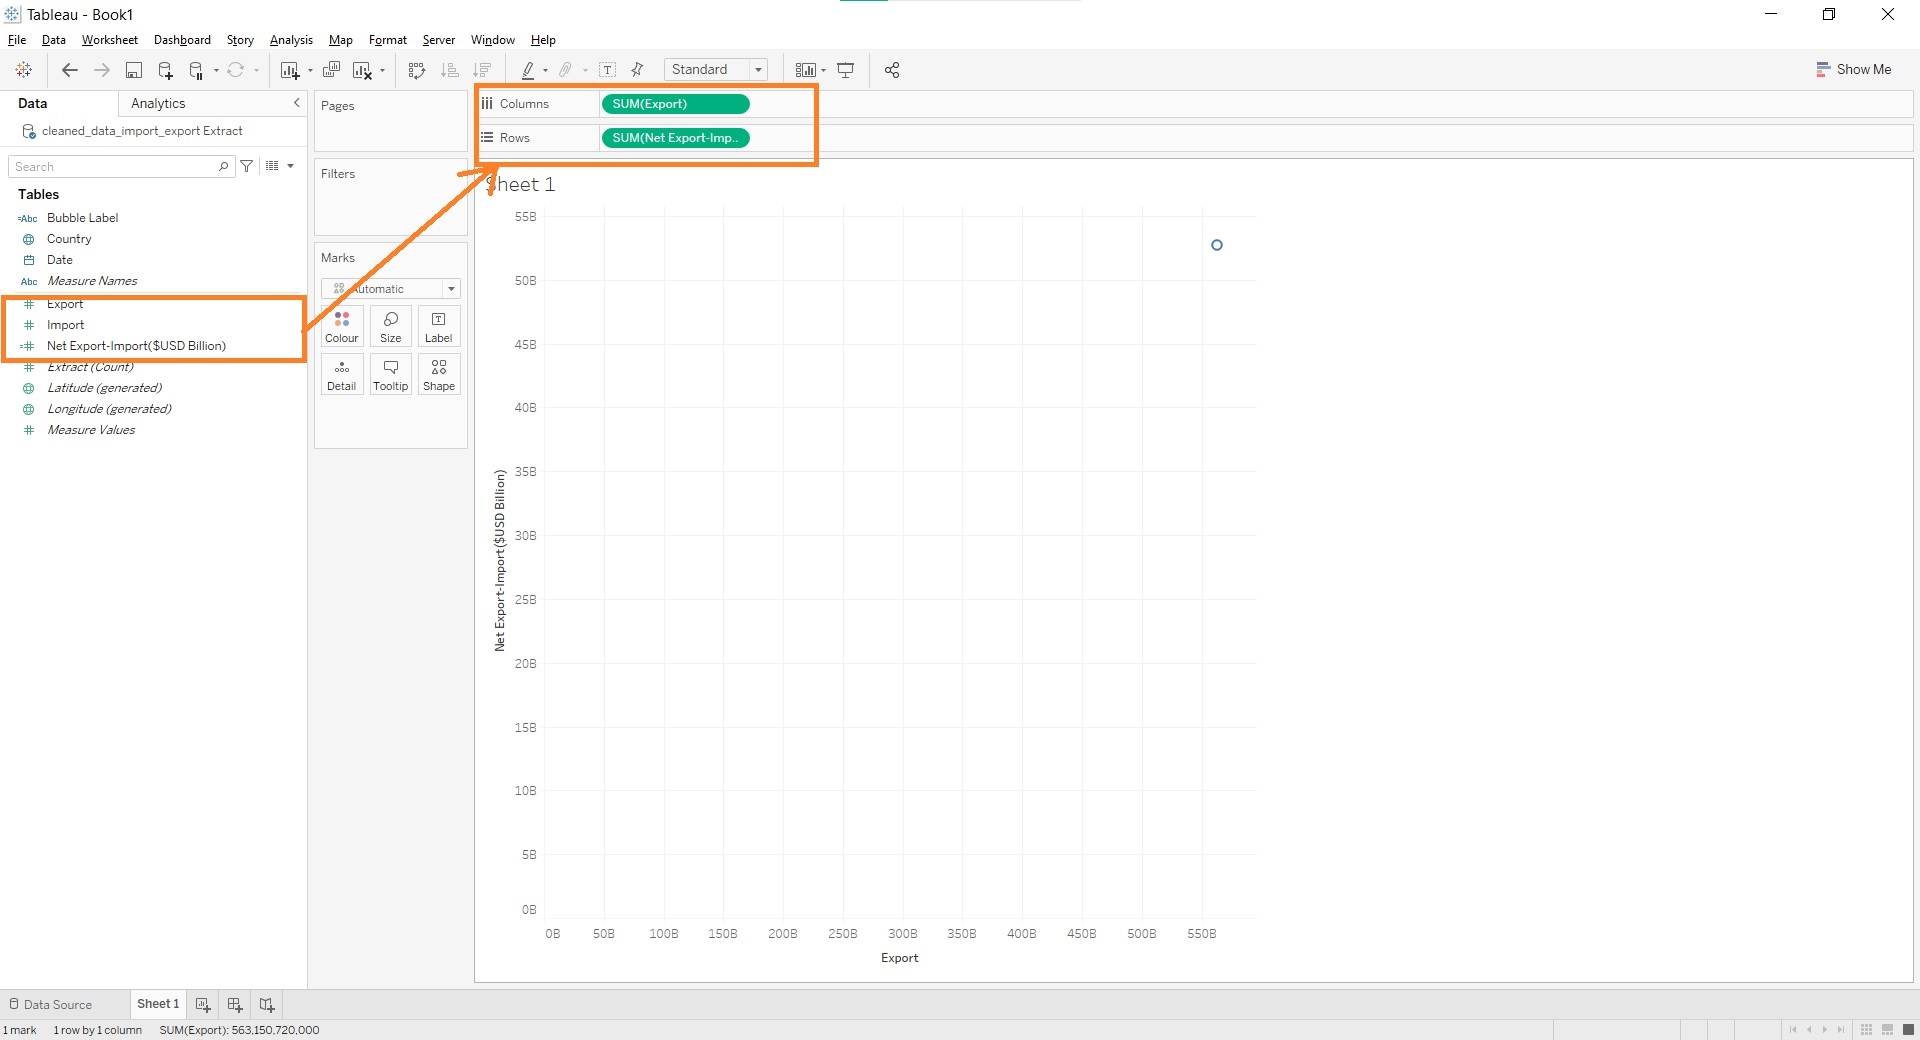 Tableau - Book1
File Data Worksheet Dashboard Story Analysis Map Format Server Window Help
Standard
Show Me
Data Analytics
cleaned_data_import_export Extract
Search
Tables
Abc Bubble Label
Country
Date
Abc Measure Names
Export
Import
Net Export-Import($USD Billion)
Extract (Count)
Latitude (generated)
Longitude (generated)
Measure Values
Pages
Filters
Marks
Automatic
Colour Size Label
Detail Tooltip Shape
Columns SUM(Export)
Rows SUM(Net Export-Imp..
Sheet 1
55B
50B
45B
40B
35B
30B
25B
20B
15B
10B
5B
0B
Net Export-Import($USD Billion)
0B 50B 100B 150B 200B 250B 300B 350B 400B 450B 500B 550B
Export
Data Source Sheet 1
1 mark 1 row by 1 column SUM(Export): 563,150,720,000